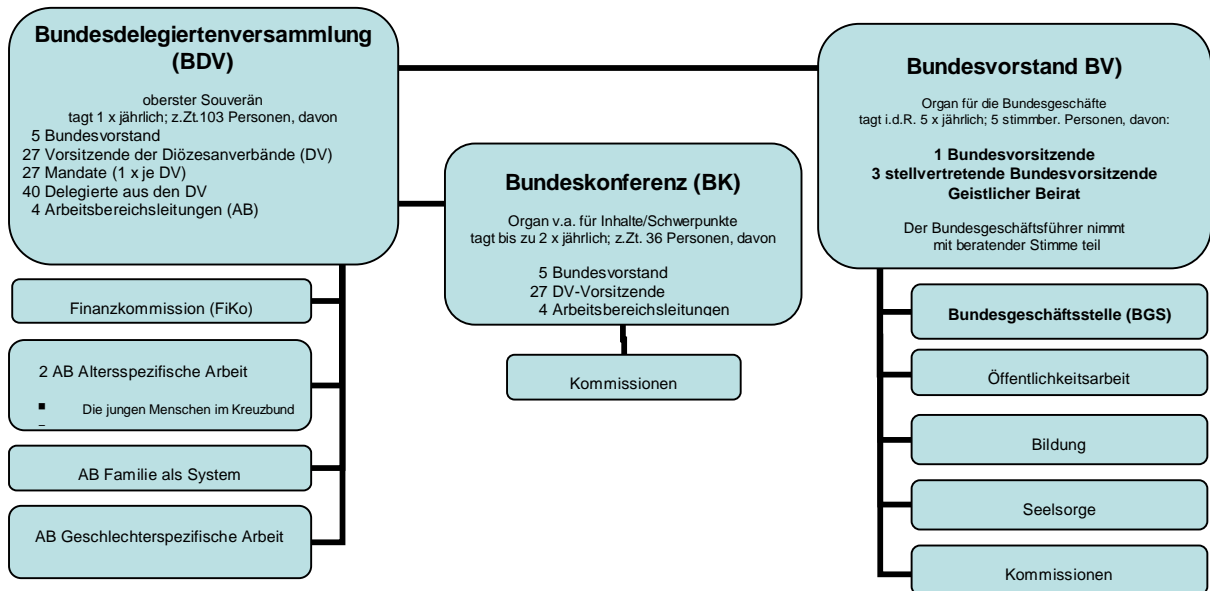 Bundesdelegiertenversammlung
(BDV)
oberster Souverän
tagt 1 x jährlich; z.Zt.103 Personen, davon
5 Bundesvorstand
27 Vorsitzende der Diözesanverbände (DV)
27 Mandate (1 x je DV)
40 Delegierte aus den DV
4 Arbeitsbereichsleitungen (AB)
Finanzkommission (FiKo)
2 AB Altersspezifische Arbeit
▪ Die jungen Menschen im Kreuzbund
AB Familie als System
AB Geschlechterspezifische Arbeit
Bundeskonferenz (BK)
Organ v.a. für Inhalte/Schwerpunkte
tagt bis zu 2 x jährlich; z.Zt. 36 Personen, davon
5 Bundesvorstand
27 DV-Vorsitzende
4 Arbeitsbereichsleitungen
Kommissionen
Bundesvorstand BV)
Organ für die Bundesgeschäfte
tagt i.d.R. 5 x jährlich; 5 stimmber. Personen, davon:
1 Bundesvorsitzende
3 stellvertretende Bundesvorsitzende
Geistlicher Beirat
Der Bundesgeschäftsführer nimmt
mit beratender Stimme teil
Bundesgeschäftsstelle (BGS)
Öffentlichkeitsarbeit
Bildung
Seelsorge
Kommissionen